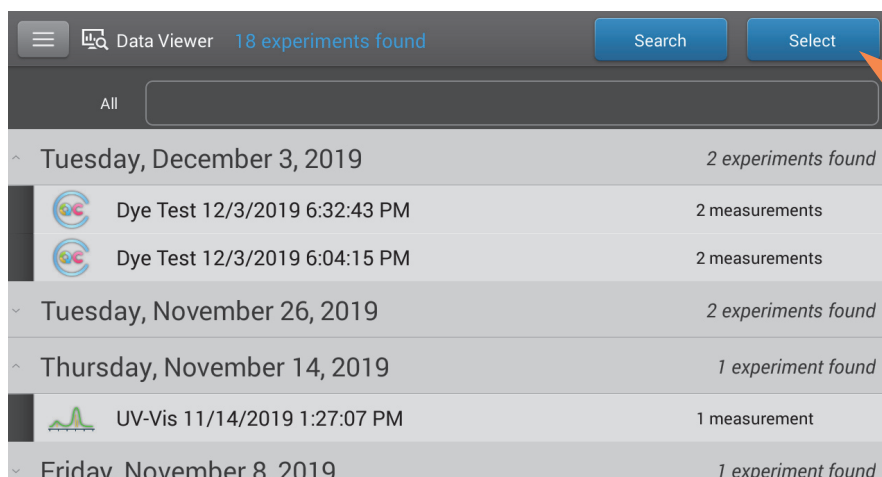 Data Viewer 18 experiments found Search Select
All
Tuesday, December 3, 2019 2 experiments found
Dye Test 12/3/2019 6:32:43 PM 2 measurements
Dye Test 12/3/2019 6:04:15 PM 2 measurements
Tuesday, November 26, 2019 2 experiments found
Thursday, November 14, 2019 1 experiment found
UV-Vis 11/14/2019 1:27:07 PM 1 measurement
Friday, November 8, 2019 1 experiment found